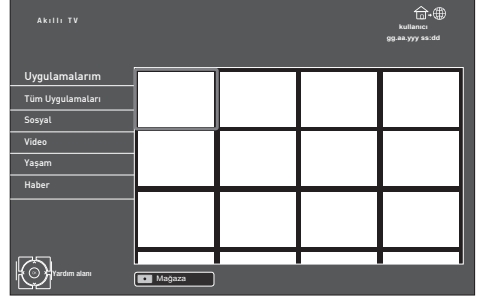 Akıllı TV
kullanıcı
gg.aa.yyy ss:dd
Uygulamalarım
Tüm Uygulamaları
Sosyal
Video
Yaşam
Haber
Yardım alanı
Mağaza